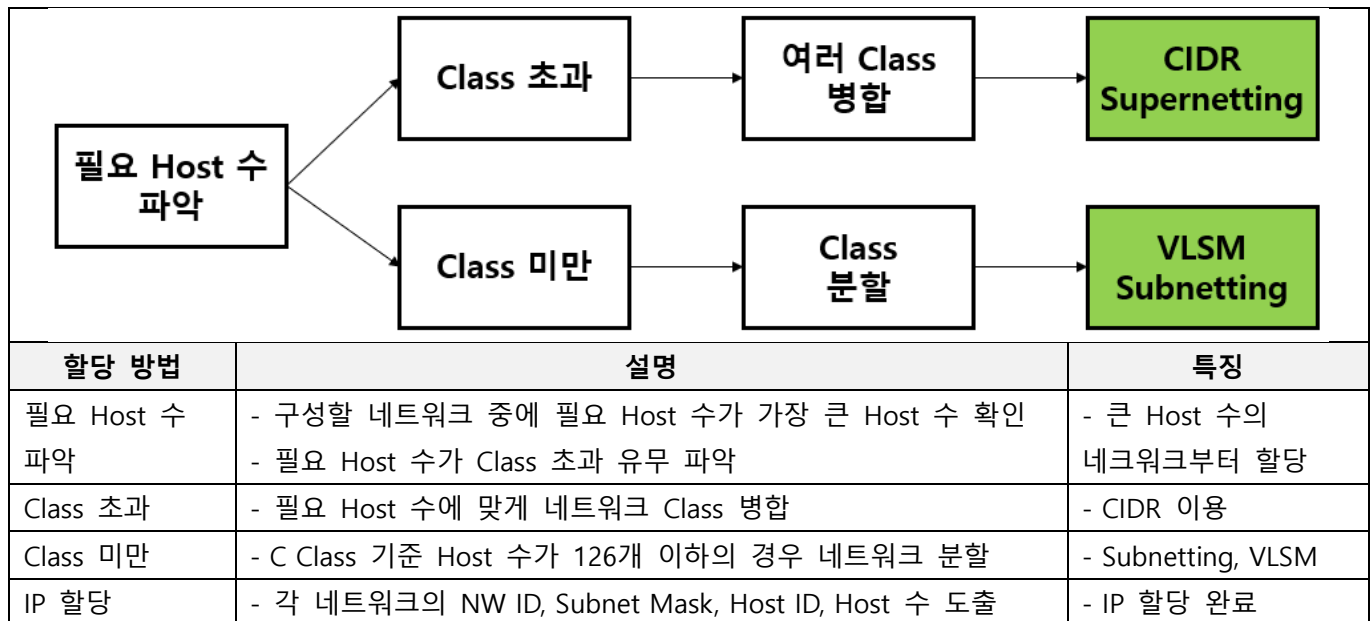 필요 Host 수
파악
Class 초과
여러 Class
병합
CIDR
Supernetting
Class 미만
Class
분할
VLSM
Subnetting
할당 방법 설명 특징
필요 Host 수
파악
- 구성할 네트워크 중에 필요 Host 수가 가장 큰 Host 수 확인
- 필요 Host 수가 Class 초과 유무 파악
- 큰 Host 수의
네크워크부터 할당
Class 초과 - 필요 Host 수에 맞게 네트워크 Class 병합 - CIDR 이용
Class 미만 - C Class 기준 Host 수가 126개 이하의 경우 네트워크 분할 - Subnetting, VLSM
IP 할당 - 각 네트워크의 NW ID, Subnet Mask, Host ID, Host 수 도출 - IP 할당 완료